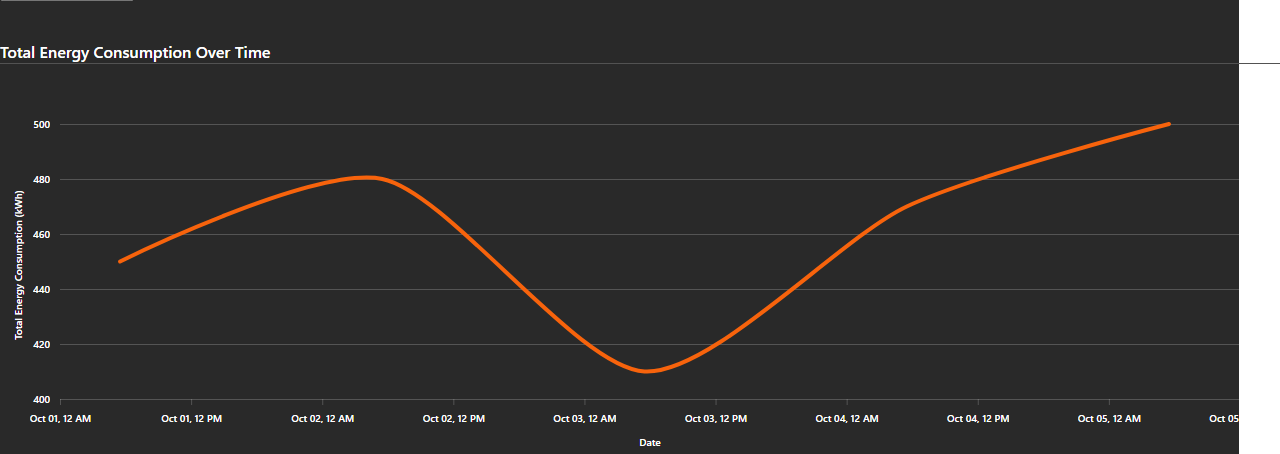 Total Energy Consumption Over Time
500
480
460
440
420
400
Total Energy Consumption (kWh)
Oct 01, 12 AM
Oct 01, 12 PM
Oct 02, 12 AM
Oct 02, 12 PM
Oct 03, 12 AM
Oct 03, 12 PM
Oct 04, 12 AM
Oct 04, 12 PM
Oct 05, 12 AM
Oct 05
Date